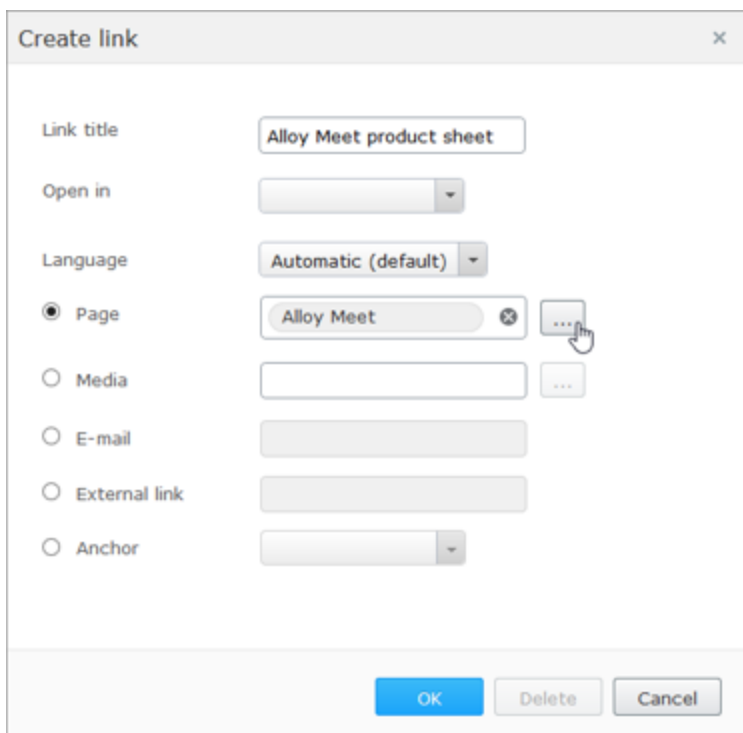 Create link ×
Link title Alloy Meet product sheet
Open in
Language Automatic (default)
Page Alloy Meet ...
Media ...
E-mail
External link
Anchor
OK Delete Cancel